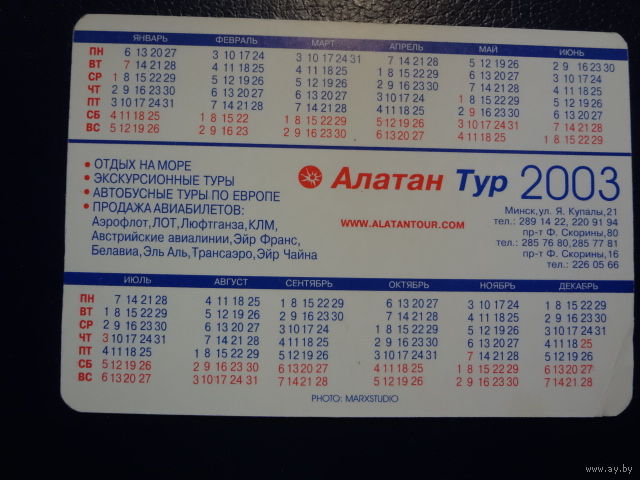 ЯНВАРЬ ФЕВРАЛЬ МАРТ АПРЕЛЬ МАЙ ИЮНЬ
ПН 6 13 20 27 3 10 17 24 3 10 17 24 31 7 14 21 28 5 12 19 26 2 9 16 23 30
ВТ 7 14 21 28 4 11 18 25 4 11 18 25 1 8 15 22 29 6 13 20 27 3 10 17 24
СР 1 8 15 22 29 5 12 19 26 5 12 19 26 2 9 16 23 30 7 14 21 28 4 11 18 25
ЧТ 2 9 16 23 30 6 13 20 27 6 13 20 27 3 10 17 24 1 8 15 22 29 5 12 19 26
ПТ 3 10 17 24 31 7 14 21 28 7 14 21 28 4 11 18 25 2 9 16 23 30 6 13 20 27
СБ 4 11 18 25 1 8 15 22 1 8 15 22 29 5 12 19 26 3 10 17 24 31 7 14 21 28
ВС 5 12 19 26 2 9 16 23 2 9 16 23 30 6 13 20 27 4 11 18 25 1 8 15 22 29
• ОТДЫХ НА МОРЕ
• ЭКСКУРСИОННЫЕ ТУРЫ
• АВТОБУСНЫЕ ТУРЫ ПО ЕВРОПЕ
• ПРОДАЖА АВИАБИЛЕТОВ:
Аэрофлот,ЛОТ,Люфтганза,КЛМ,
Австрийские авиалинии,Эйр Франс,
Белавиа,Эль Аль,Трансаэро,Эйр Чайна
Алатан Тур 2003
WWW.ALATANTOUR.COM
Минск,ул. Я. Купалы,21
тел.: 289 14 22, 220 91 94
пр-т Ф. Скорины,80
тел.: 285 76 80,285 77 81
пр-т Ф. Скорины,16
тел.: 226 05 66
ИЮЛЬ АВГУСТ СЕНТЯБРЬ ОКТЯБРЬ НОЯБРЬ ДЕКАБРЬ
ПН 7 14 21 28 4 11 18 25 1 8 15 22 29 6 13 20 27 3 10 17 24 1 8 15 22 29
ВТ 1 8 15 22 29 5 12 19 26 2 9 16 23 30 7 14 21 28 4 11 18 25 2 9 16 23 30
СР 2 9 16 23 30 6 13 20 27 3 10 17 24 1 8 15 22 29 5 12 19 26 3 10 17 24 31
ЧТ 3 10 17 24 31 7 14 21 28 4 11 18 25 2 9 16 23 30 6 13 20 27 4 11 18 25
ПТ 4 11 18 25 1 8 15 22 29 5 12 19 26 3 10 17 24 31 7 14 21 28 5 12 19 26
СБ 5 12 19 26 2 9 16 23 30 6 13 20 27 4 11 18 25 1 8 15 22 29 6 13 20 27
ВС 6 13 20 27 3 10 17 24 31 7 14 21 28 5 12 19 26 2 9 16 23 30 7 14 21 28
PHOTO: MARXSTUDIO
www.ay.by